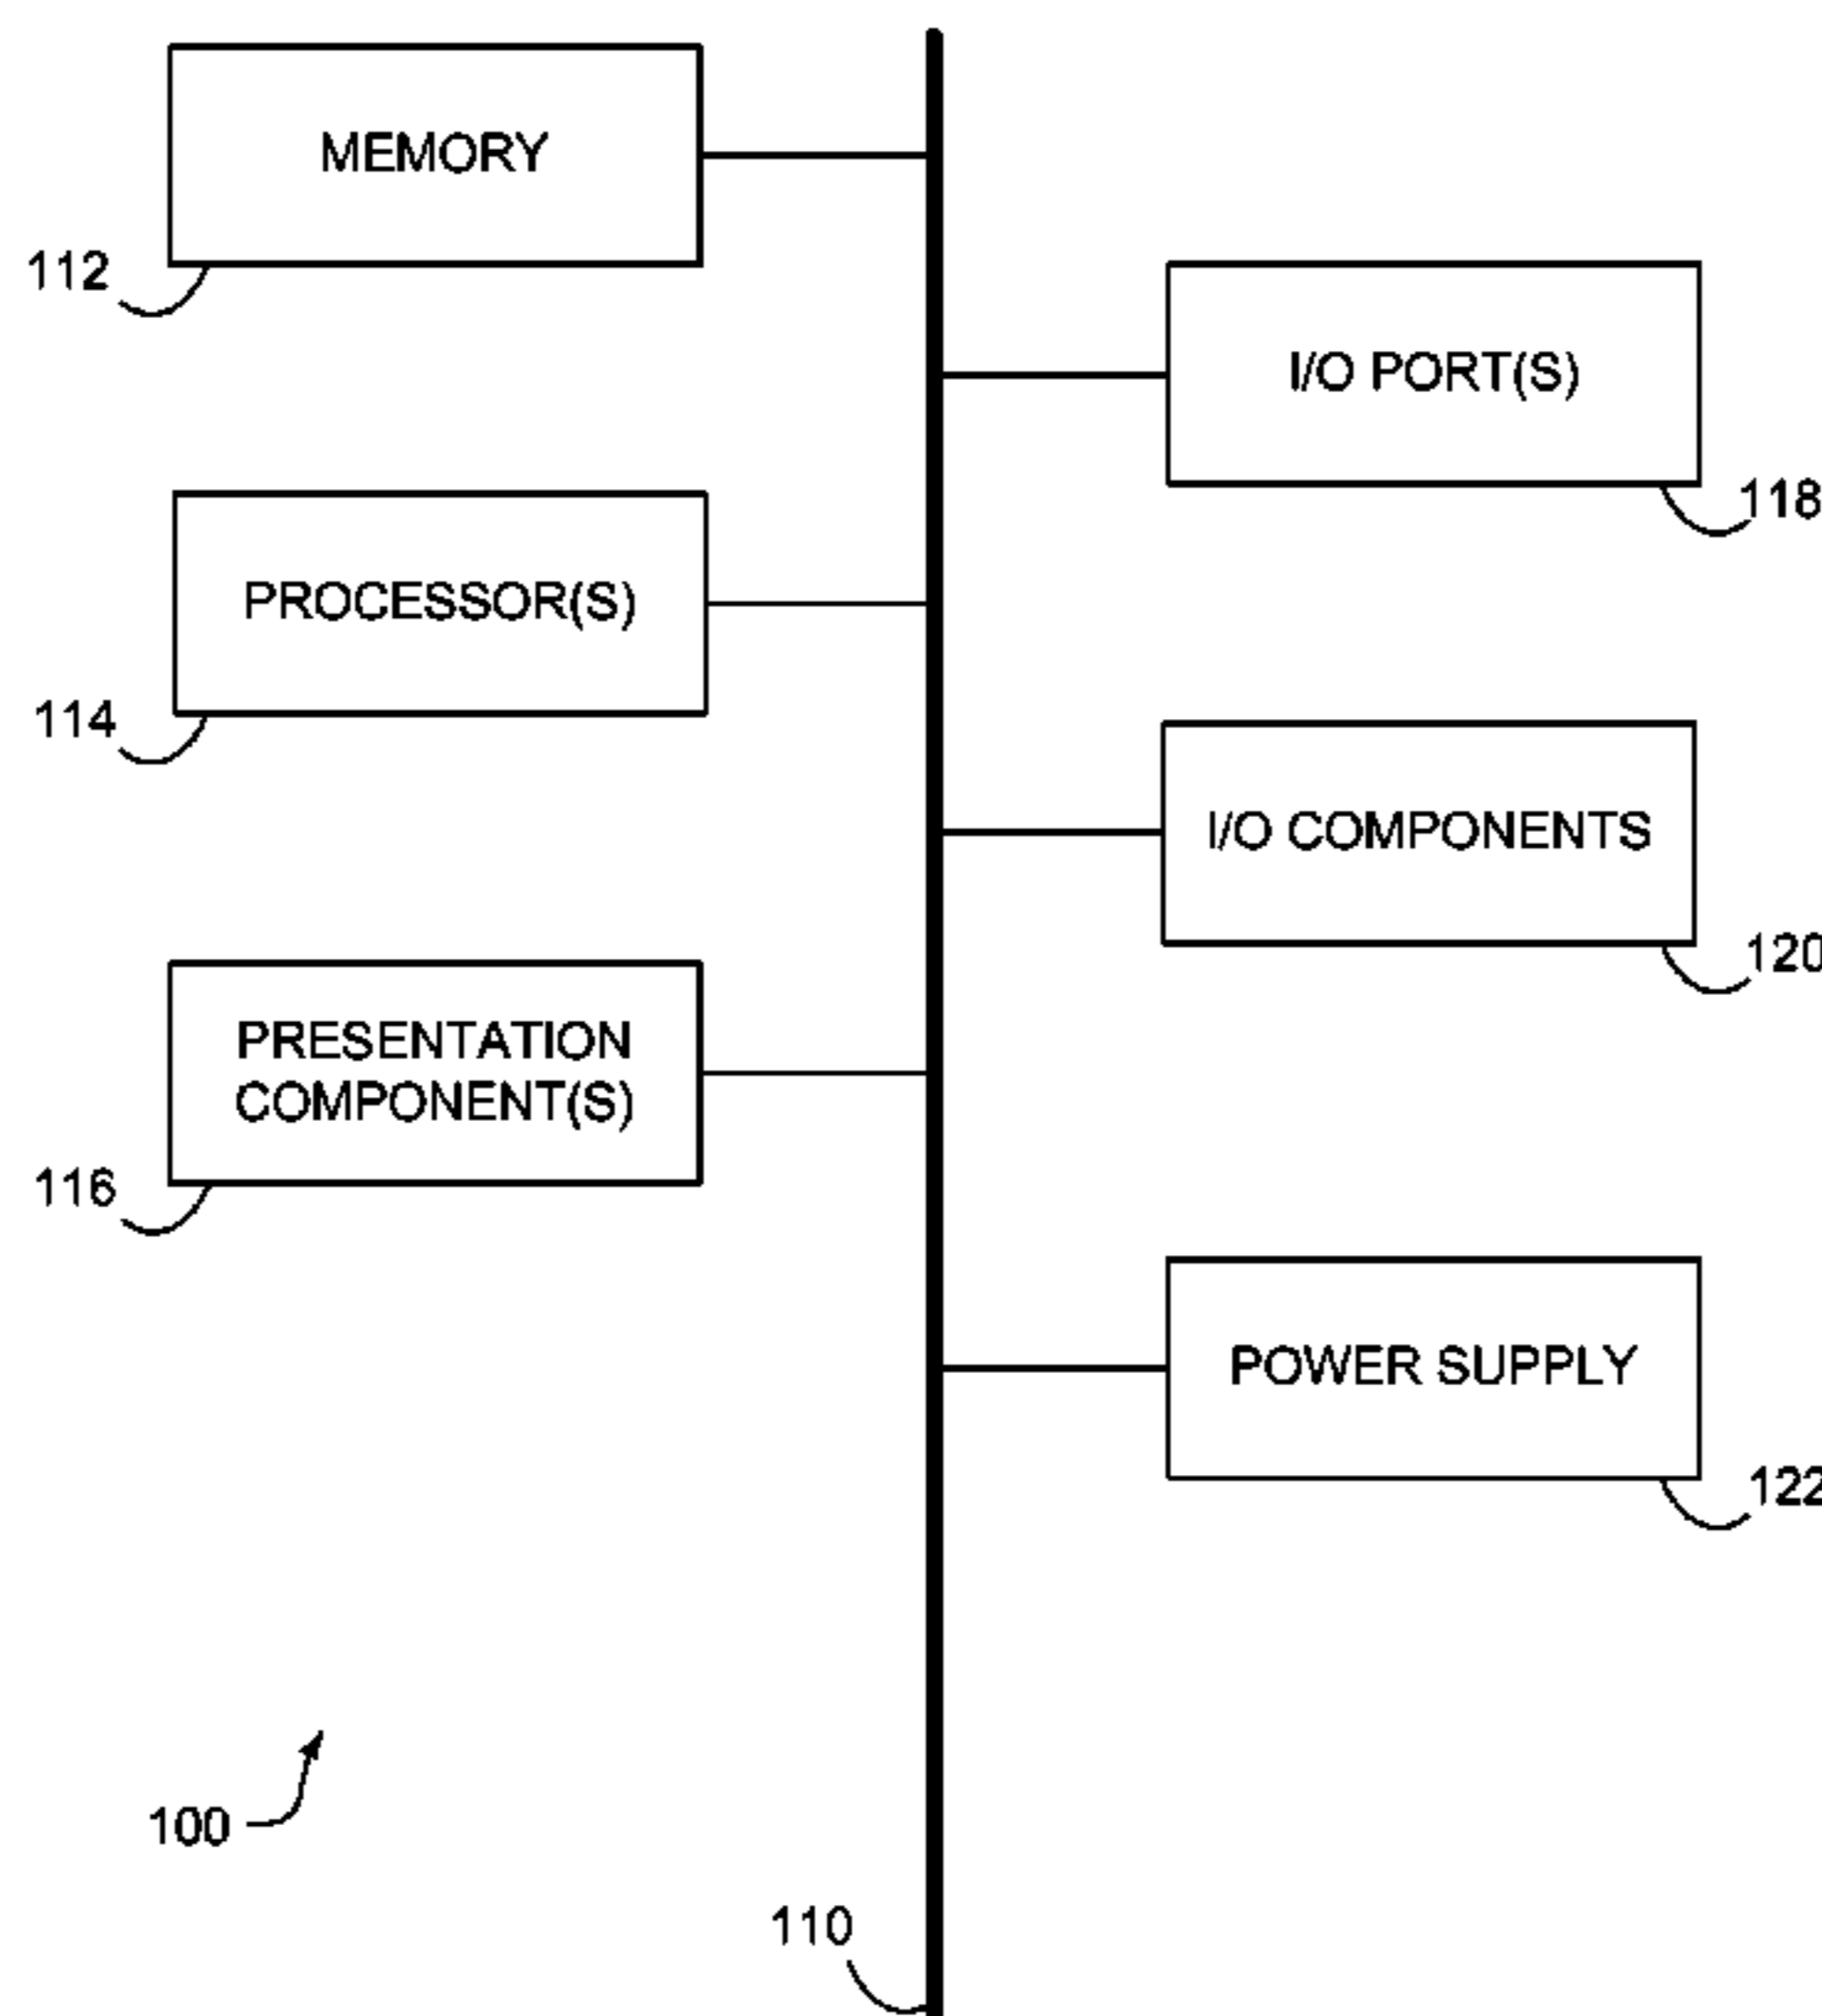 MEMORY
112
I/O PORT(S)
118
PROCESSOR(S)
114
I/O COMPONENTS
120
PRESENTATION
COMPONENT(S)
116
POWER SUPPLY
122
100
110